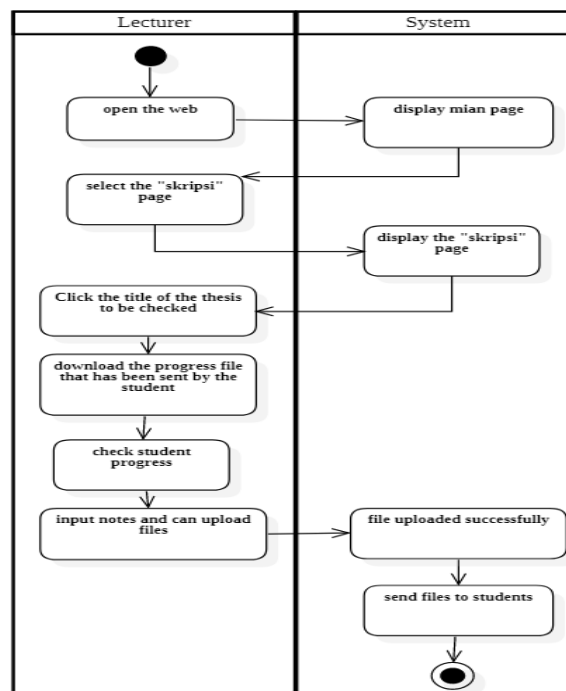 Lecturer
System
open the web
display mian page
select the "skripsi"
page
display the "skripsi"
page
Click the title of the thesis
to be checked
download the progress file
that has been sent by the
student
check student
progress
input notes and can upload
files
file uploaded successfully
send files to students